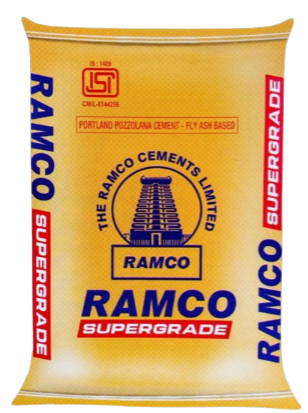 IS : 1489
ISI
CM/L-6144256
PORTLAND POZZOLANA CEMENT - FLY ASH BASED
THE RAMCO CEMENTS LIMITED
RAMCO
RAMCO
SUPERGRADE
RAMCO SUPERGRADE
RAMCO SUPERGRADE